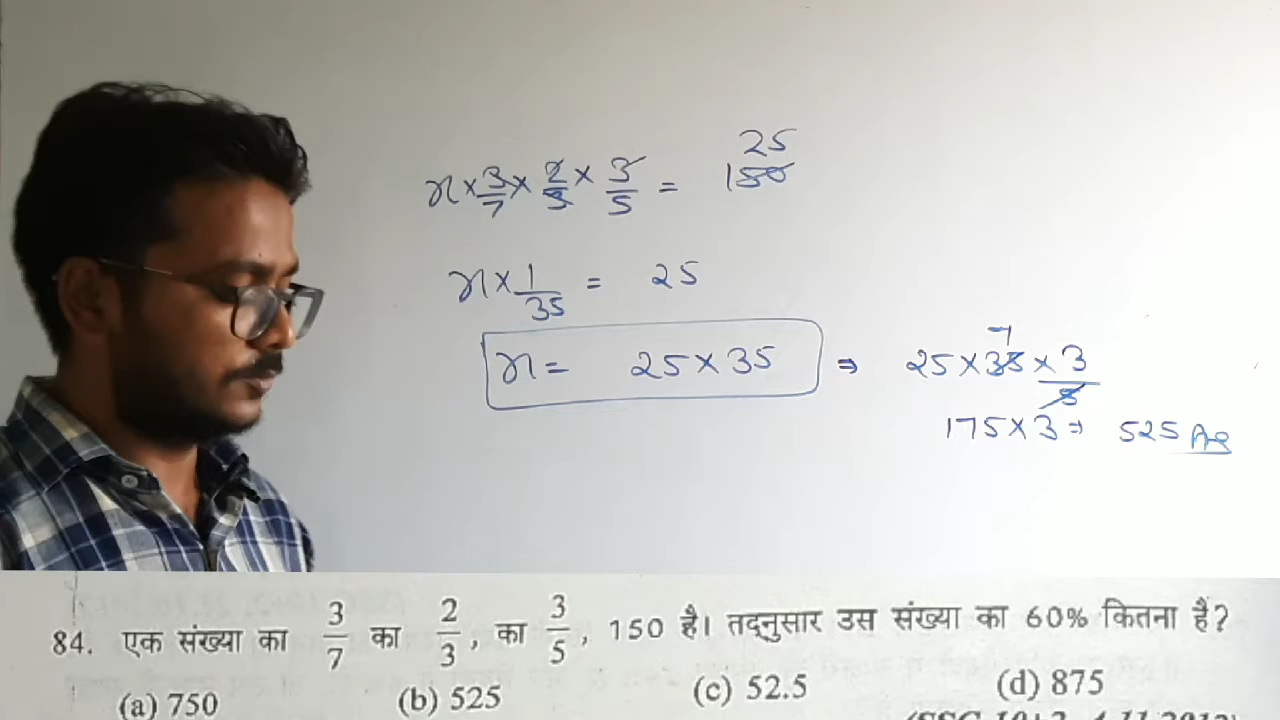 x × 3/7 × 2/3 × 3/5 = 150 25
x × 1/35 = 25
x = 25 × 35 ⇒ 25 × 35 7 × 3/5
175 × 3 ⇒ 525 Ans
84. एक संख्या का 3/7 का 2/3, का 3/5, 150 है। तद्नुसार उस संख्या का 60% कितना है?
(a) 750 (b) 525 (c) 52.5 (d) 875